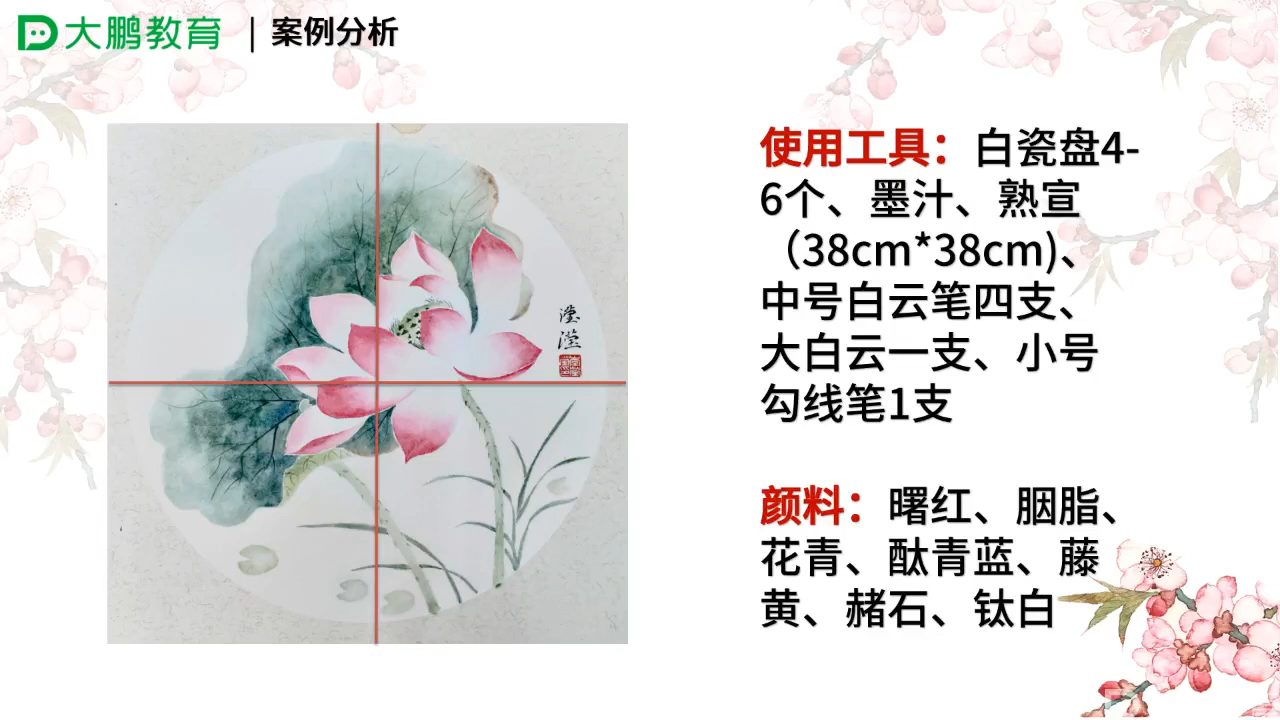 大鹏教育 | 案例分析
使用工具：白瓷盘4-
6个、墨汁、熟宣
（38cm*38cm)、
中号白云笔四支、
大白云一支、小号
勾线笔1支
滢
滢
颜料：曙红、胭脂、
花青、酞青蓝、藤
黄、赭石、钛白